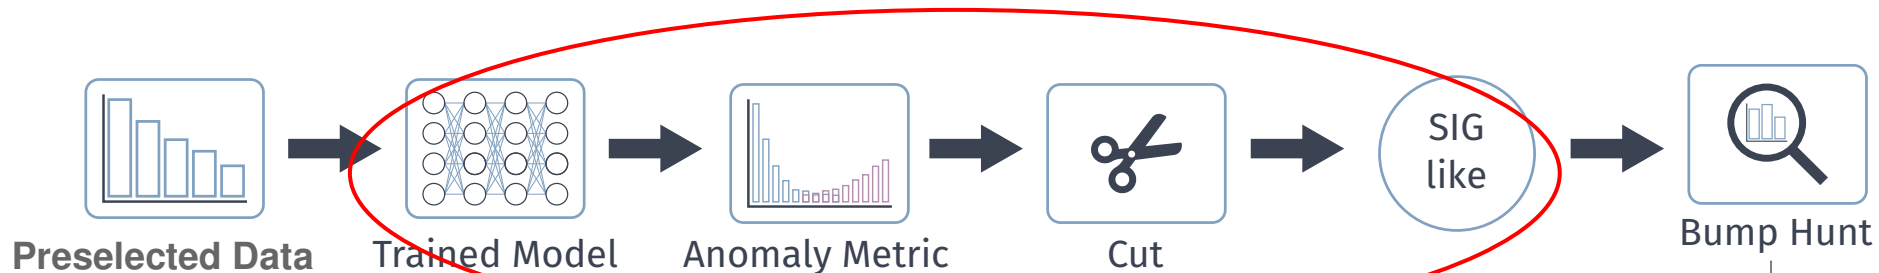 SIG
like
Preselected Data
Trained Model
Anomaly Metric
Cut
Bump Hunt